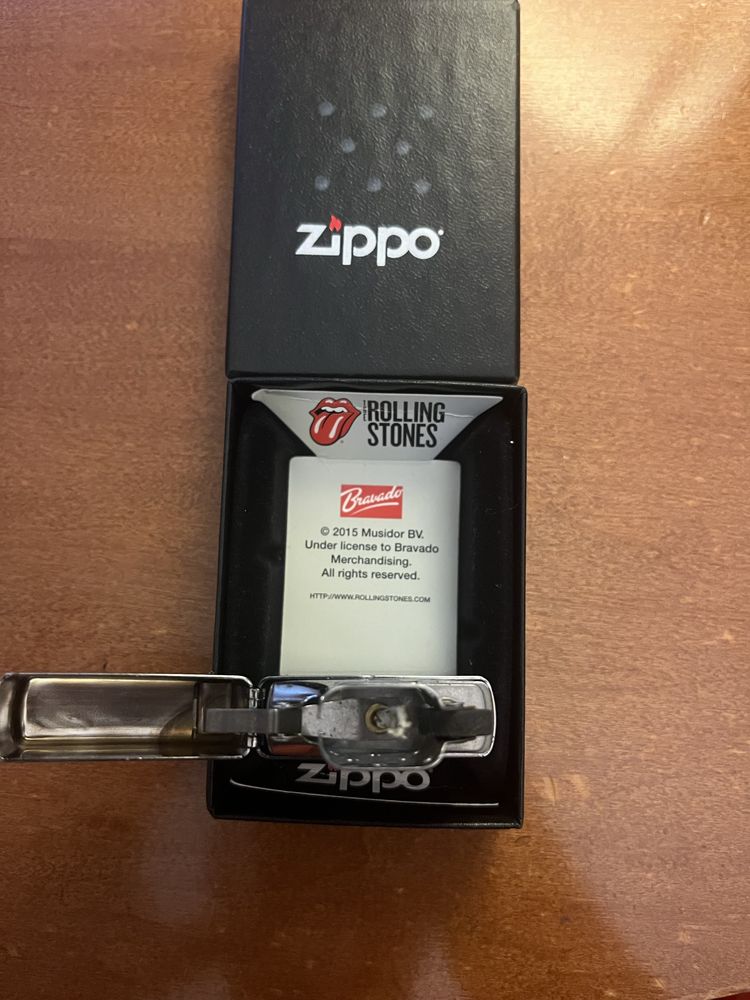 zippo
THE
ROLLING
STONES
Bravado
© 2015 Musidor BV.
Under license to Bravado
Merchandising.
All rights reserved.
HTTP://WWW.ROLLINGSTONES.COM
zippo